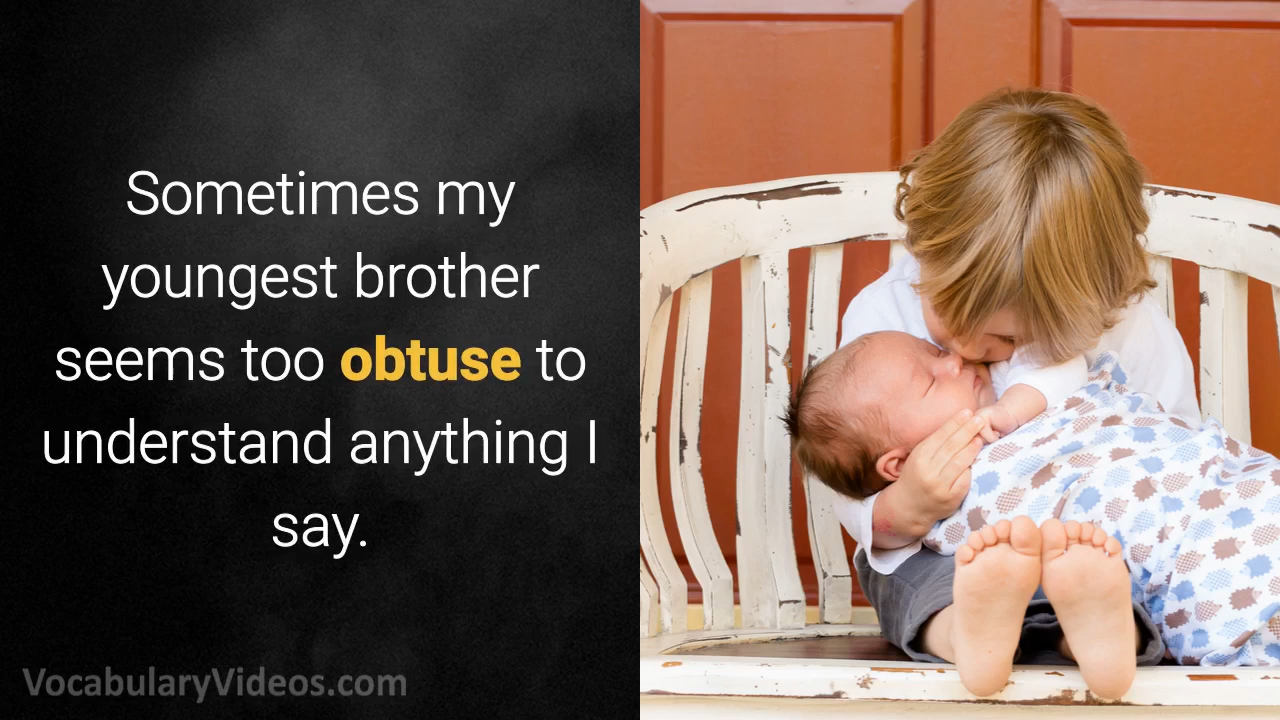 Sometimes my
youngest brother
seems too obtuse to
understand anything I
say.
VocabularyVideos.com